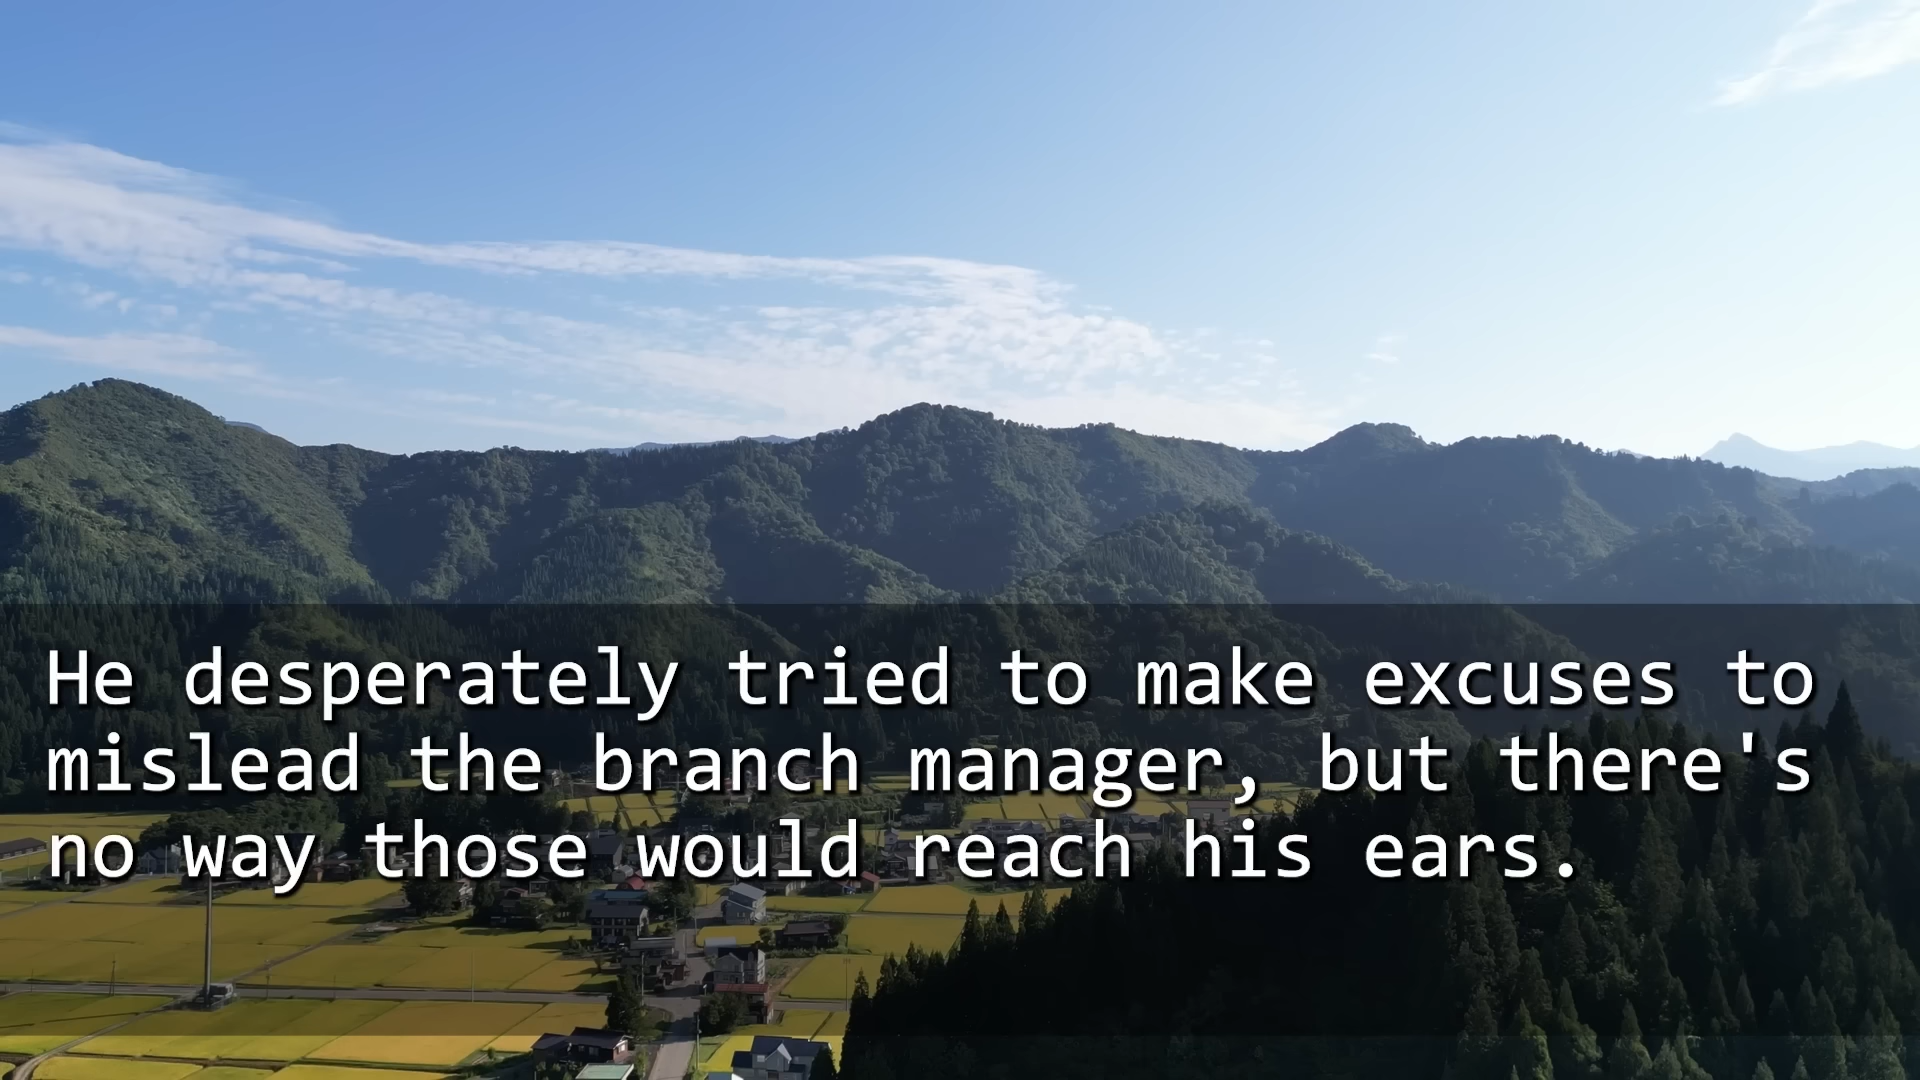 He desperately tried to make excuses to
mislead the branch manager, but there's
no way those would reach his ears.